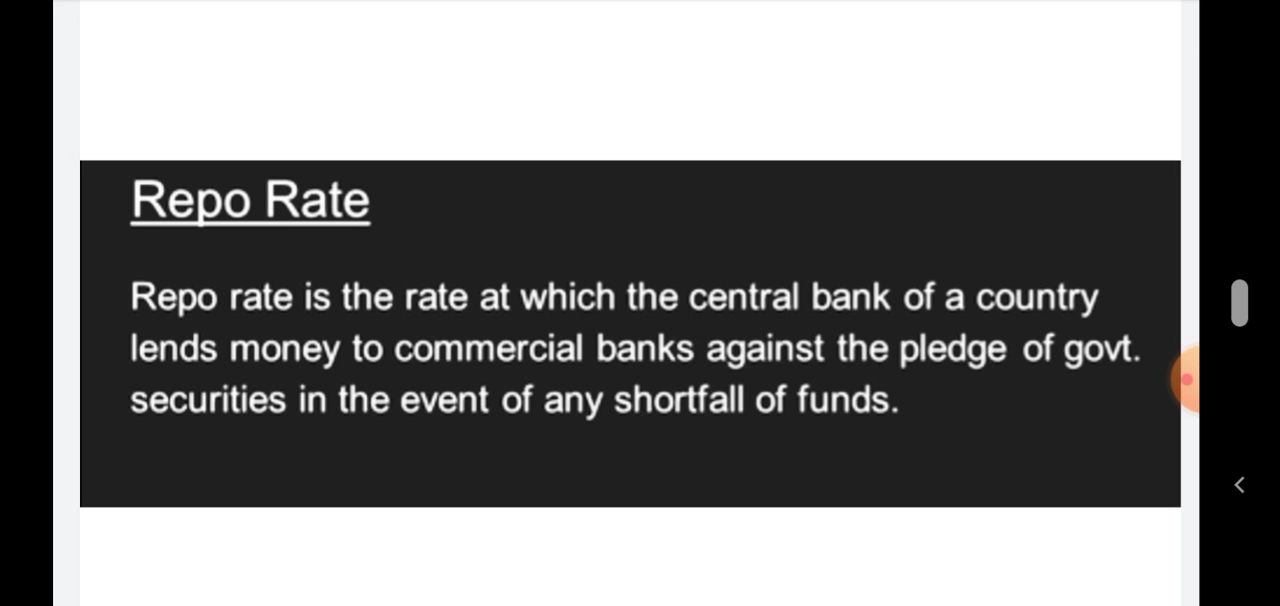 Repo Rate
Repo rate is the rate at which the central bank of a country
lends money to commercial banks against the pledge of govt.
securities in the event of any shortfall of funds.